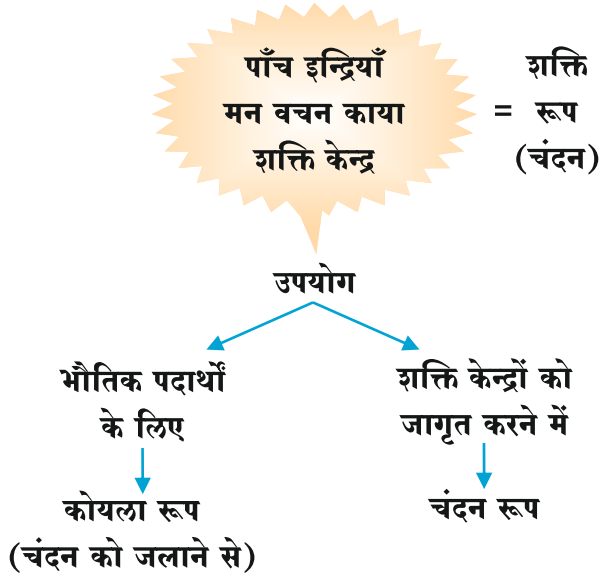 पाँच इन्द्रियाँ
मन वचन काया
शक्ति केन्द्र
= शक्ति
रूप
(चंदन)
उपयोग
भौतिक पदार्थों
के लिए
शक्ति केन्द्रों को
जागृत करने में
कोयला रूप
(चंदन को जलाने से)
चंदन रूप